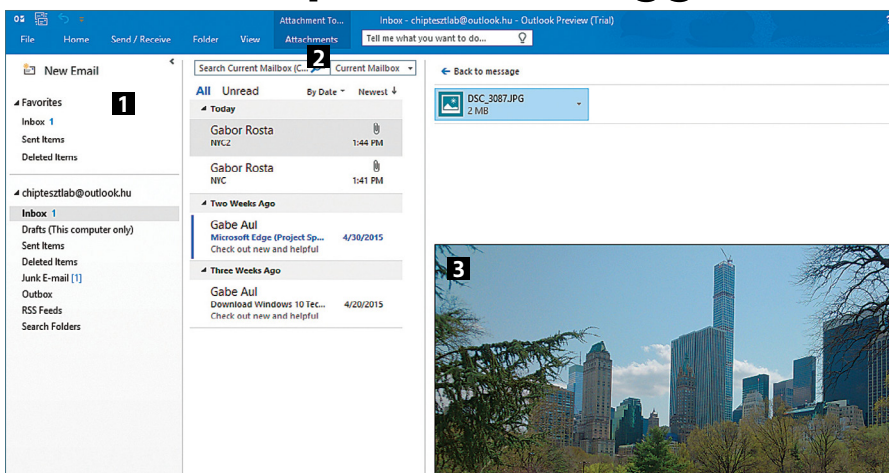 Attachment To...
Inbox - chiptesztlab@outlook.hu - Outlook Preview (Trial)
?
File Home Send / Receive Folder View Attachments Tell me what you want to do...
2
New Email
1
Favorites
Inbox 1
Sent Items
Deleted Items
chiptesztlab@outlook.hu
Inbox 1
Drafts (This computer only)
Sent Items
Deleted Items
Junk E-mail [1]
Outbox
RSS Feeds
Search Folders
Search Current Mailbox (C... Current Mailbox
All Unread By Date Newest
Today
Gabor Rosta
NYC2 1:44 PM
Gabor Rosta
NYC 1:41 PM
Two Weeks Ago
Gabe Aul
Microsoft Edge (Project Sp... 4/30/2015
Check out new and helpful
Three Weeks Ago
Gabe Aul
Download Windows 10 Tec... 4/20/2015
Check out new and helpful
Back to message
DSC_3087.JPG
2 MB
3